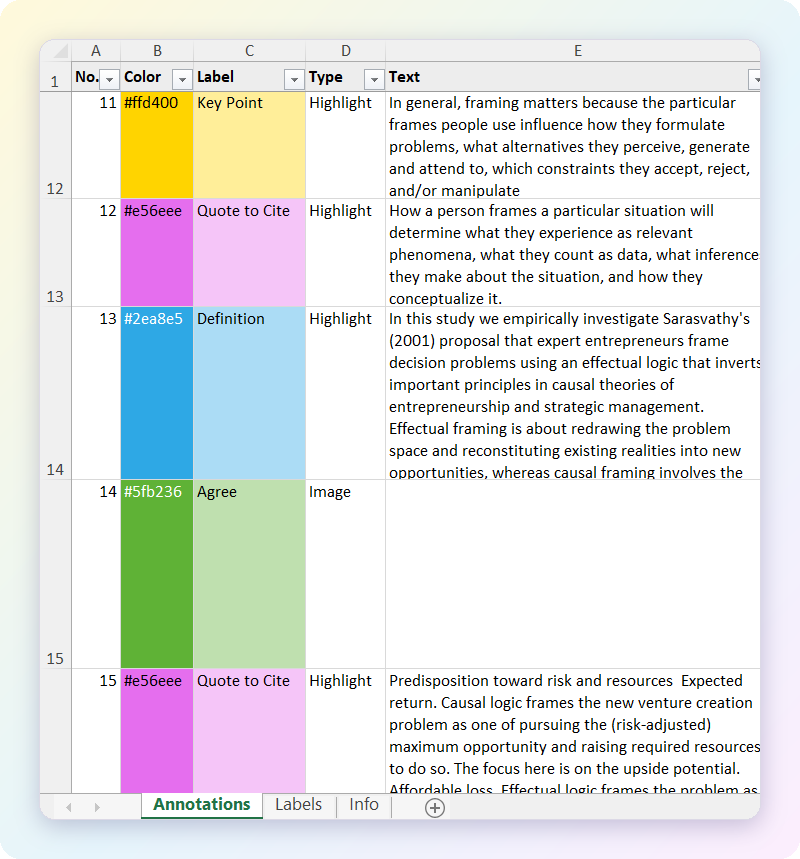 A B C D E
1 No. Color Label Type Text
11 #ffd400 Key Point Highlight In general, framing matters because the particular
frames people use influence how they formulate
problems, what alternatives they perceive, generate
and attend to, which constraints they accept, reject,
12 and/or manipulate
12 #e56eee Quote to Cite Highlight How a person frames a particular situation will
determine what they experience as relevant
phenomena, what they count as data, what inference
they make about the situation, and how they
13 conceptualize it.
13 #2ea8e5 Definition Highlight In this study we empirically investigate Sarasvathy's
(2001) proposal that expert entrepreneurs frame
decision problems using an effectual logic that inverts
important principles in causal theories of
entrepreneurship and strategic management.
Effectual framing is about redrawing the problem
space and reconstituting existing realities into new
14 opportunities, whereas causal framing involves the
14 #5fb236 Agree Image
15
15 #e56eee Quote to Cite Highlight Predisposition toward risk and resources Expected
return. Causal logic frames the new venture creation
problem as one of pursuing the (risk-adjusted)
maximum opportunity and raising required resources
to do so. The focus here is on the upside potential.
Affordable loss. Effectual logic frames the problem as
Annotations Labels Info